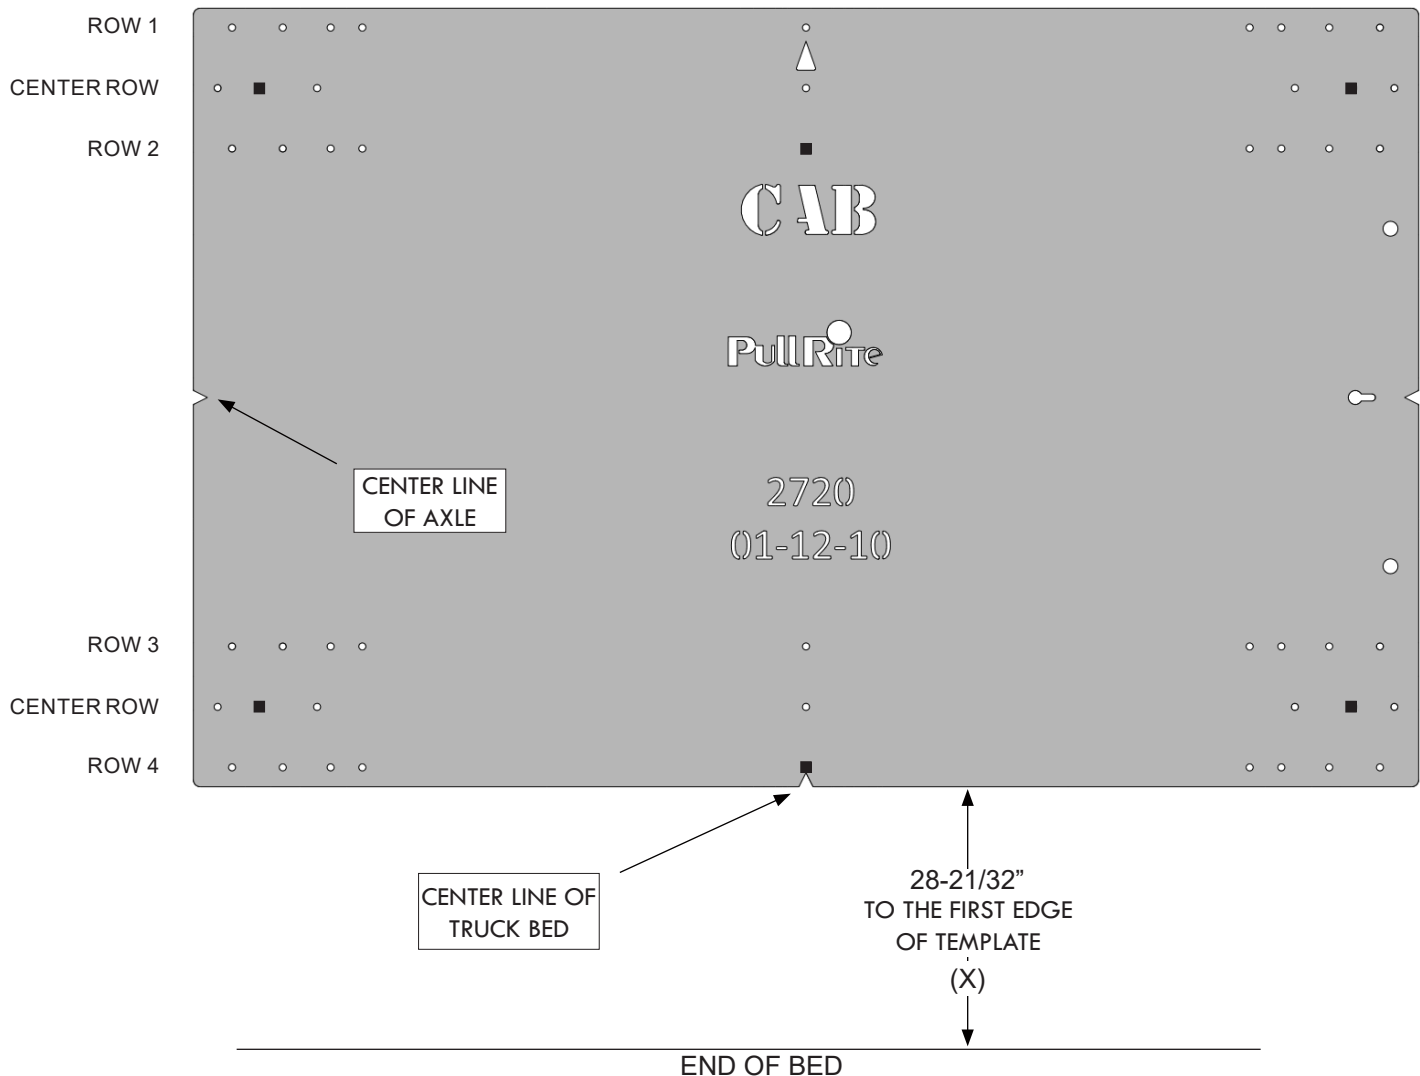 ROW 1
CENTER ROW
ROW 2
CAB
PullRite
CENTER LINE
OF AXLE
2720
01-12-10
ROW 3
CENTER ROW
ROW 4
CENTER LINE OF
TRUCK BED
28-21/32”
TO THE FIRST EDGE
OF TEMPLATE
(X)
END OF BED